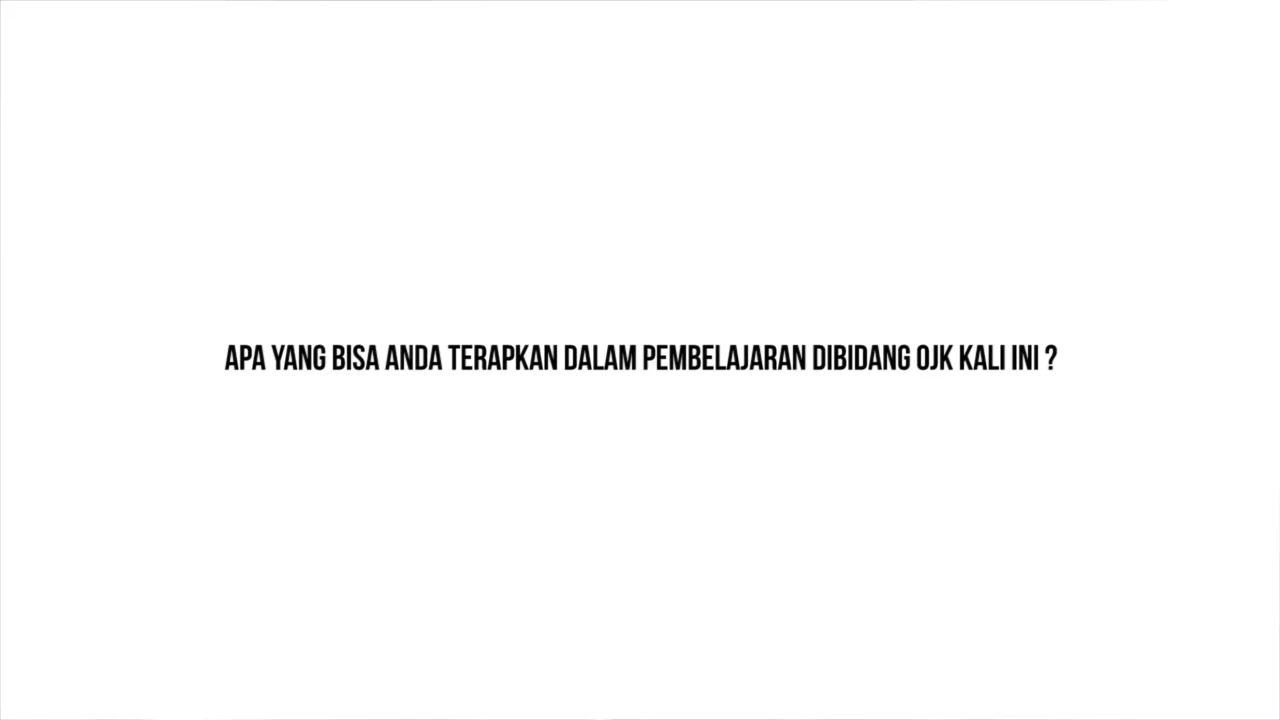 APA YANG BISA ANDA TERAPKAN DALAM PEMBELAJARAN DIBIDANG OJK KALI INI ?